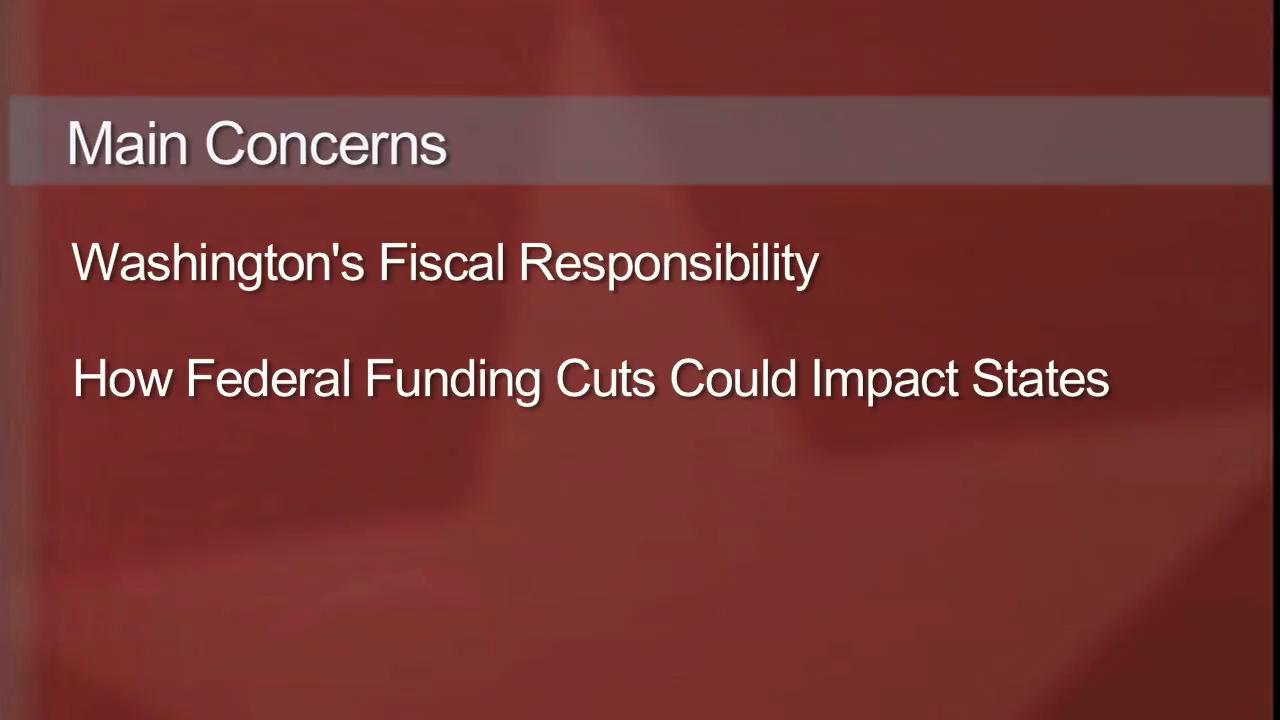 Main Concerns
Washington's Fiscal Responsibility
How Federal Funding Cuts Could Impact States